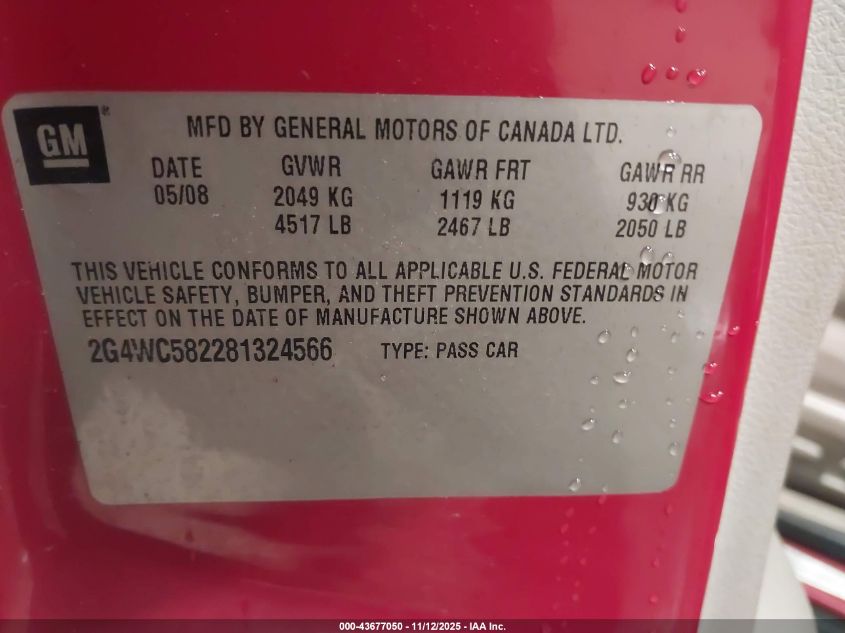 GM ®
MFD BY GENERAL MOTORS OF CANADA LTD.
DATE GVWR GAWR FRT GAWR RR
05/08 2049 KG 1119 KG 930 KG
4517 LB 2467 LB 2050 LB
THIS VEHICLE CONFORMS TO ALL APPLICABLE U.S. FEDERAL MOTOR
VEHICLE SAFETY, BUMPER, AND THEFT PREVENTION STANDARDS IN
EFFECT ON THE DATE OF MANUFACTURE SHOWN ABOVE.
2G4WC582281324566 TYPE: PASS CAR
000-43677050 - 11/12/2025 - IAA Inc.